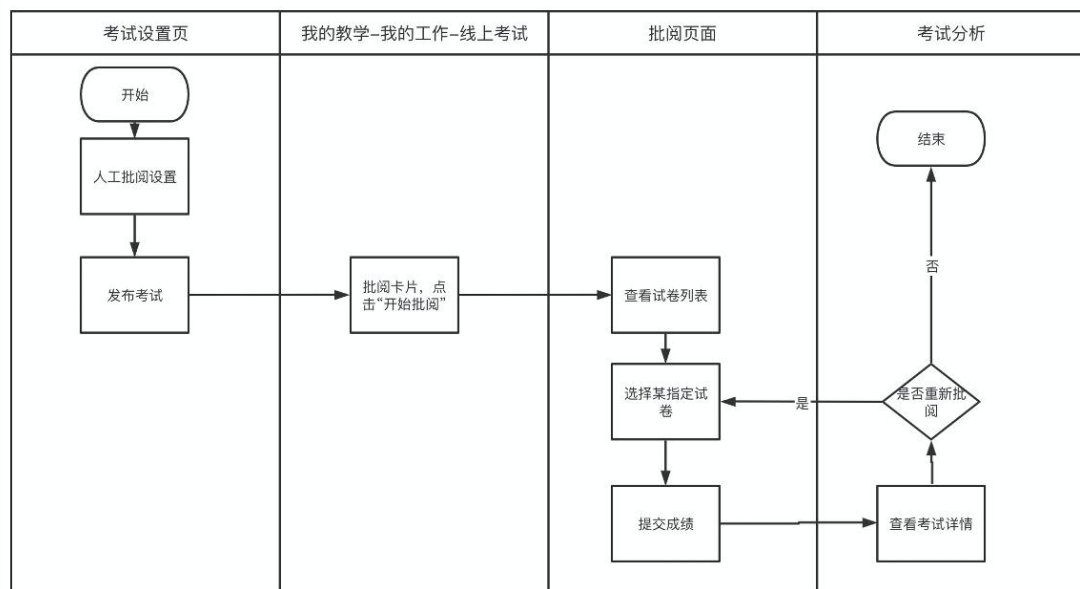 考试设置页
我的教学-我的工作-线上考试
批阅页面
考试分析
开始
人工批阅设置
发布考试
批阅卡片，点
击“开始批阅”
查看试卷列表
选择某指定试
卷
提交成绩
查看考试详情
是否重新批
阅
是
否
结束